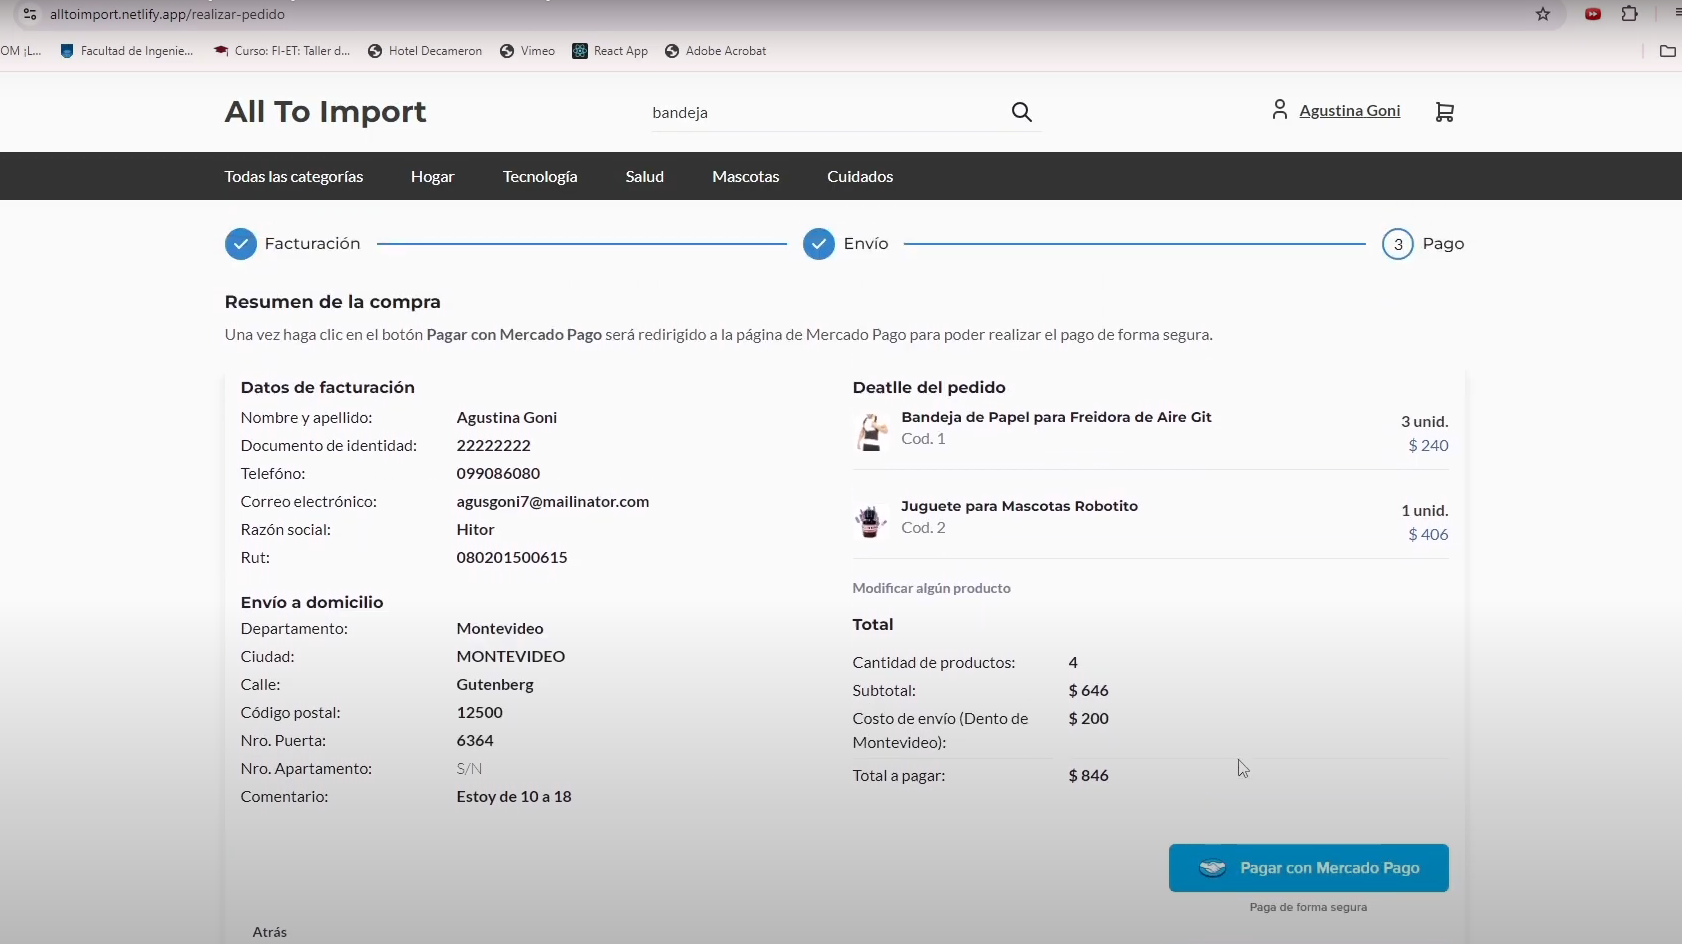 alltoimport.netlify.app/realizar-pedido
OM ¡L...
Facultad de Ingenie...
Curso: FI-ET: Taller d...
Hotel Decameron
Vimeo
React App
Adobe Acrobat
All To Import
bandeja
Agustina Goni
Todas las categorías
Hogar
Tecnología
Salud
Mascotas
Cuidados
Facturación
Envío
3
Pago
Resumen de la compra
Una vez haga clic en el botón Pagar con Mercado Pago será redirigido a la página de Mercado Pago para poder realizar el pago de forma segura.
Datos de facturación
Nombre y apellido: Agustina Goni
Documento de identidad: 22222222
Telefóno: 099086080
Correo electrónico: agusgoni7@mailinator.com
Razón social: Hitor
Rut: 080201500615
Envío a domicilio
Departamento: Montevideo
Ciudad: MONTEVIDEO
Calle: Gutenberg
Código postal: 12500
Nro. Puerta: 6364
Nro. Apartamento: S/N
Comentario: Estoy de 10 a 18
Deatlle del pedido
Bandeja de Papel para Freidora de Aire Git
Cod. 1
3 unid.
$ 240
Juguete para Mascotas Robotito
Cod. 2
1 unid.
$ 406
Modificar algún producto
Total
Cantidad de productos: 4
Subtotal: $ 646
Costo de envío (Dento de $ 200
Montevideo):
Total a pagar: $ 846
Pagar con Mercado Pago
Paga de forma segura
Atrás